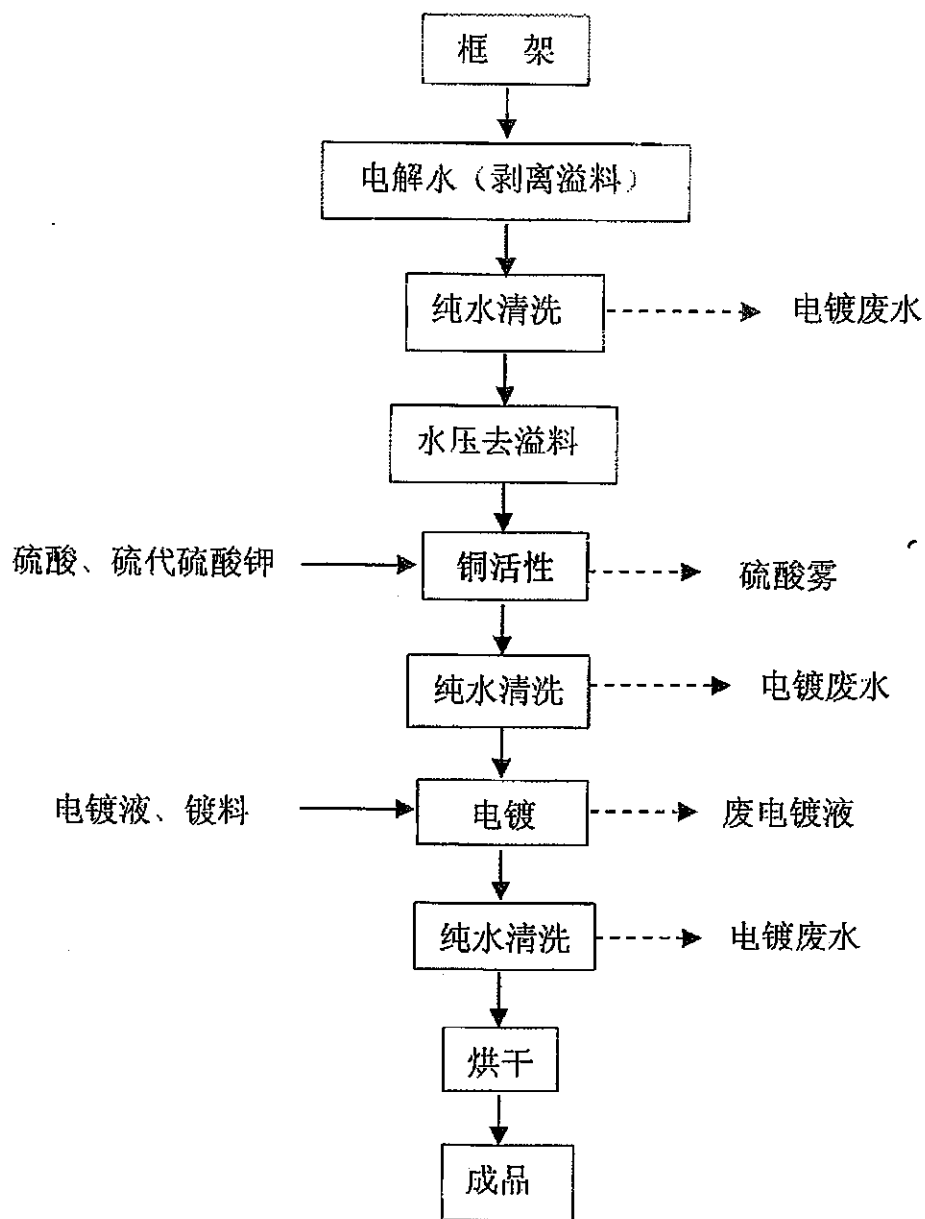 框 架
电解水（剥离溢料）
纯水清洗
电镀废水
水压去溢料
硫酸、硫代硫酸钾
铜活性
硫酸雾
纯水清洗
电镀废水
电镀液、镀料
电镀
废电镀液
纯水清洗
电镀废水
烘干
成品